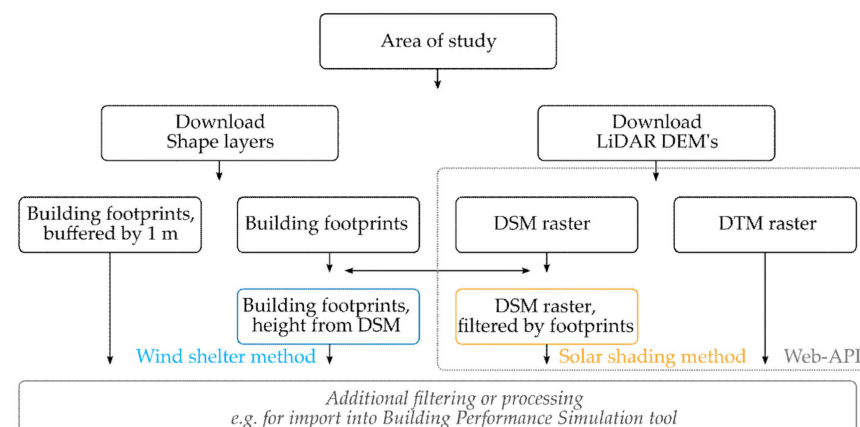 Area of study
Download
Shape layers
Download
LiDAR DEM's
Building footprints,
buffered by 1 m
Building footprints
DSM raster
DTM raster
Building footprints,
height from DSM
DSM raster,
filtered by footprints
Wind shelter method
Solar shading method
Web-API
Additional filtering or processing
e.g. for import into Building Performance Simulation tool